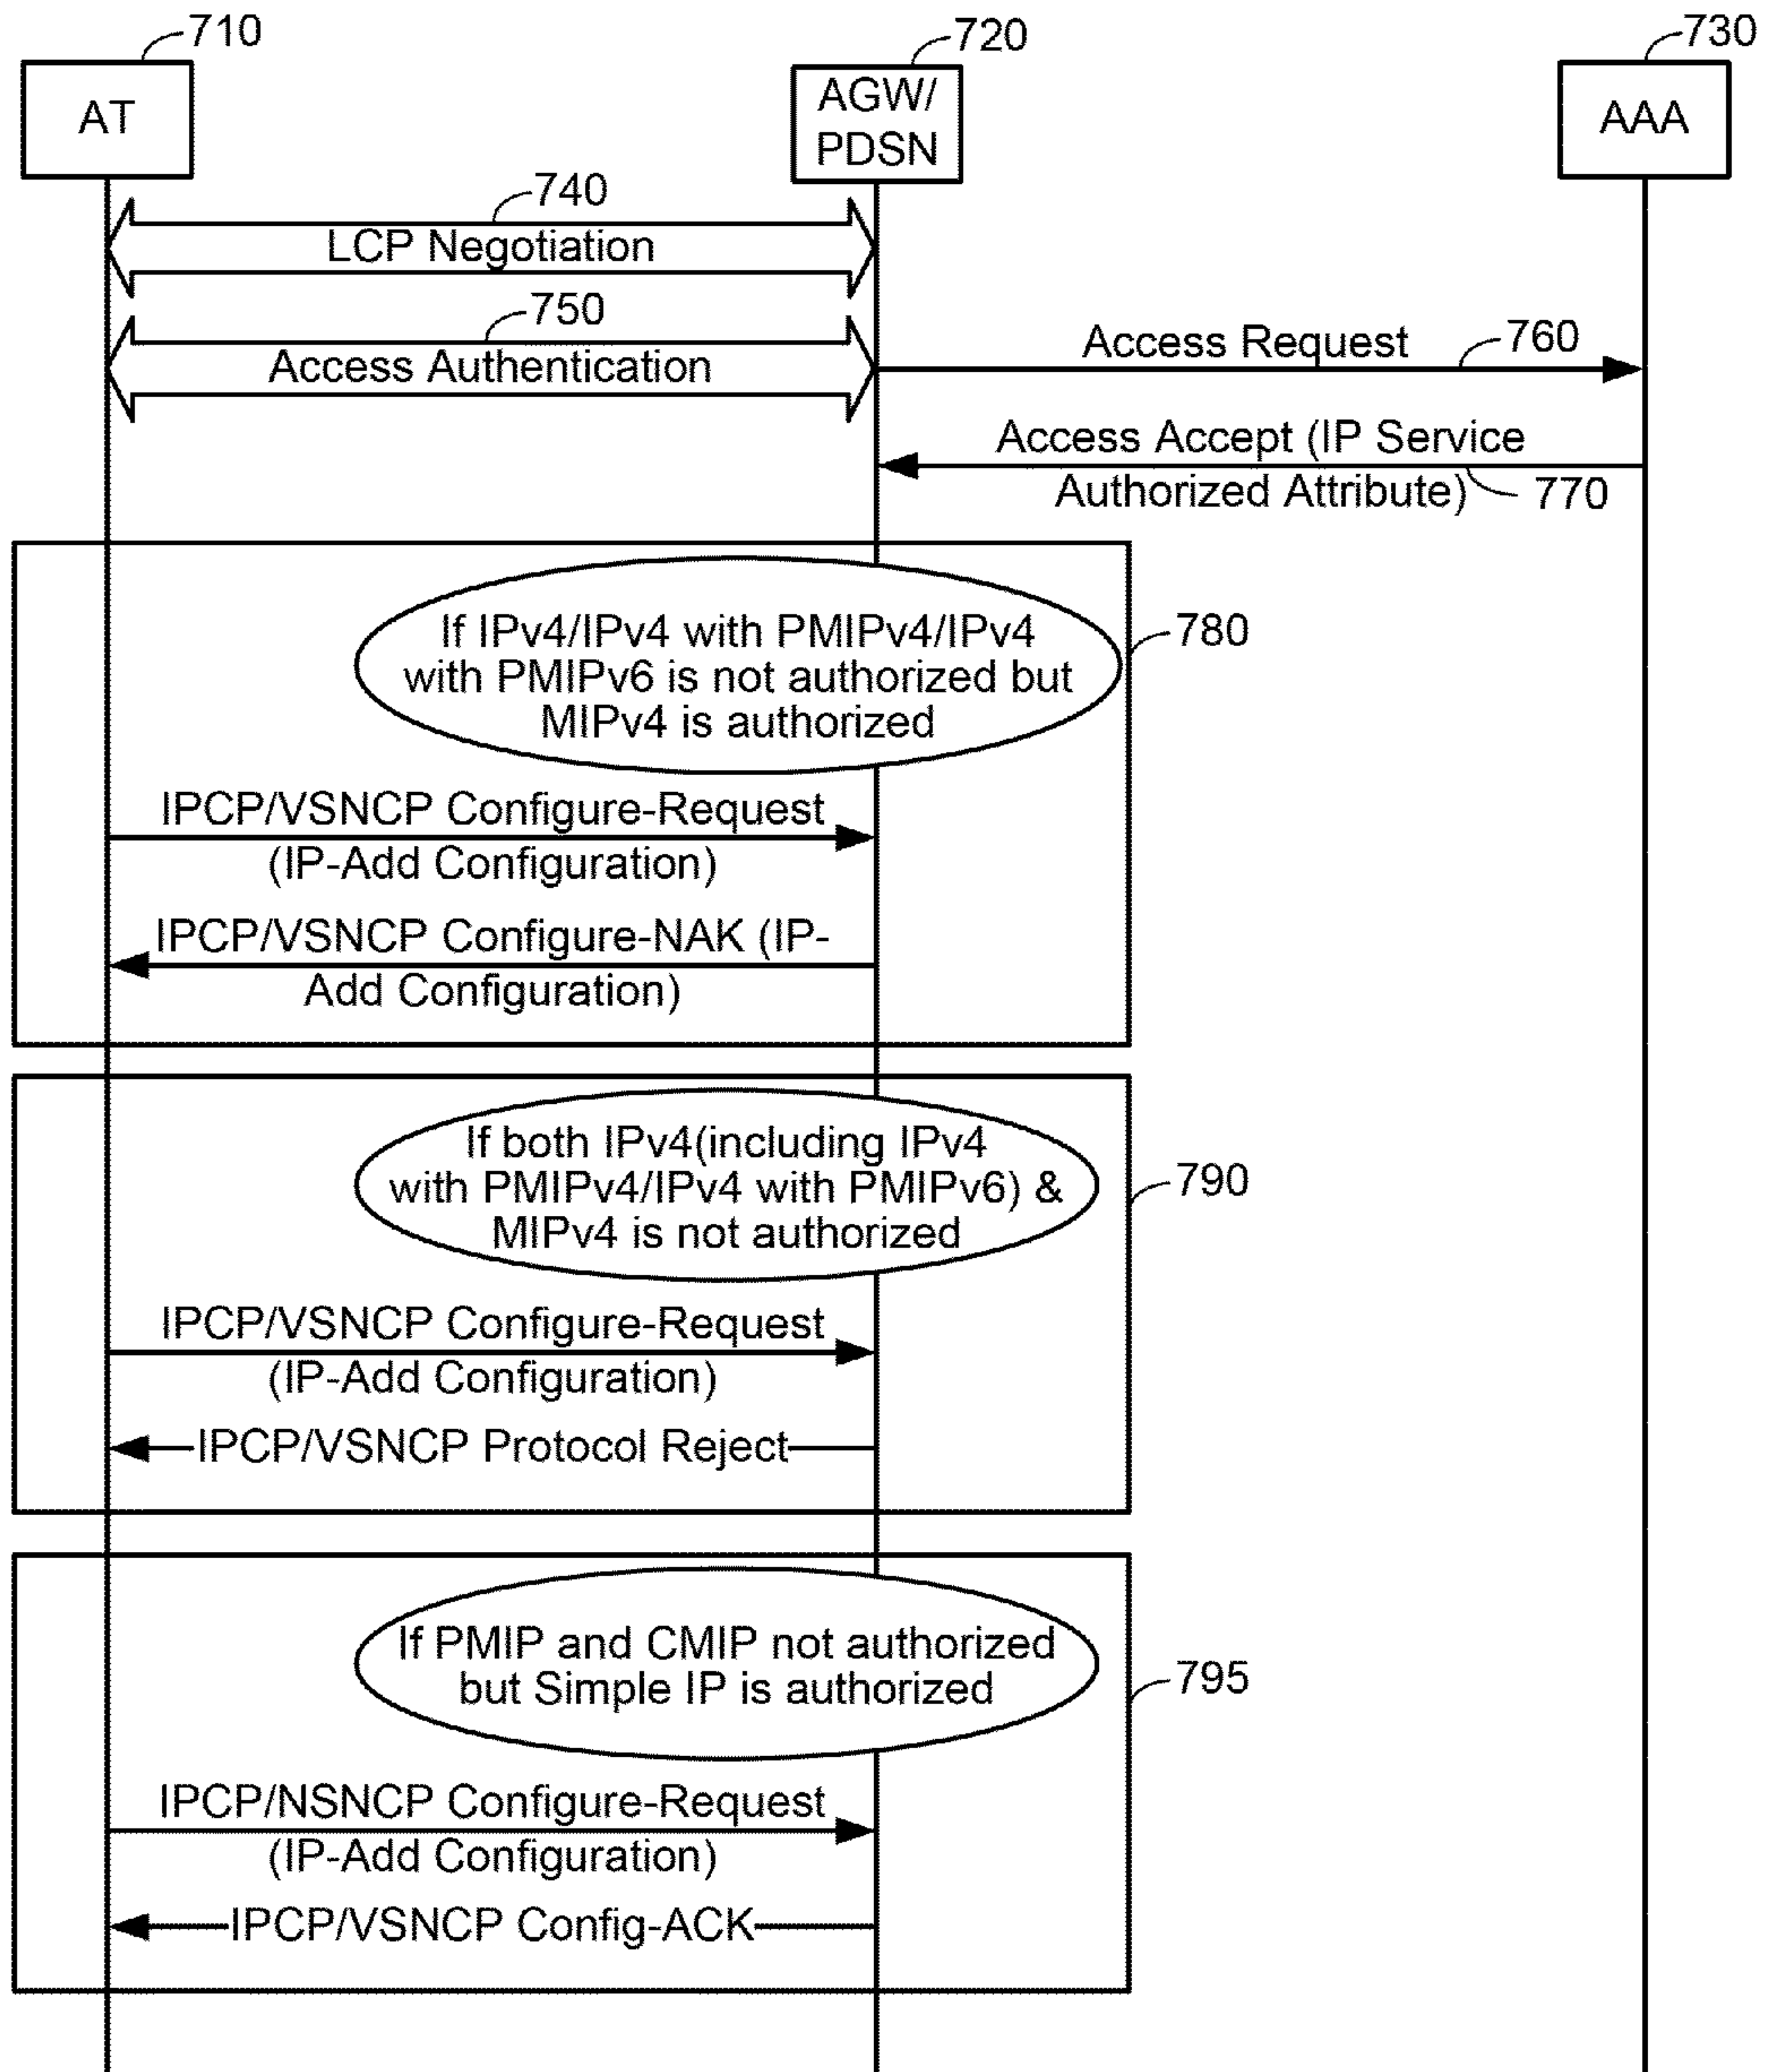 710
720
730
AT
AGW/
PDSN
AAA
740
LCP Negotiation
750
Access Authentication
Access Request
760
Access Accept (IP Service
Authorized Attribute)
770
If IPv4/IPv4 with PMIPv4/IPv4
with PMIPv6 is not authorized but
MIPv4 is authorized
780
IPCP/VSNCP Configure-Request
(IP-Add Configuration)
IPCP/VSNCP Configure-NAK (IP-
Add Configuration)
If both IPv4(including IPv4
with PMIPv4/IPv4 with PMIPv6) &
MIPv4 is not authorized
790
IPCP/VSNCP Configure-Request
(IP-Add Configuration)
IPCP/VSNCP Protocol Reject
If PMIP and CMIP not authorized
but Simple IP is authorized
795
IPCP/NSNCP Configure-Request
(IP-Add Configuration)
IPCP/VSNCP Config-ACK